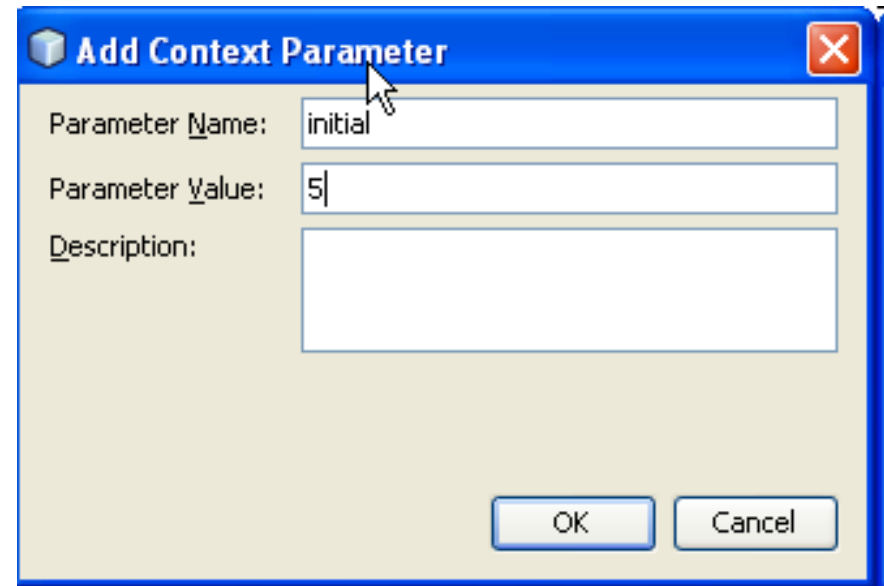 Add Context Parameter
Parameter Name: initial
Parameter Value: 5
Description:
OK Cancel